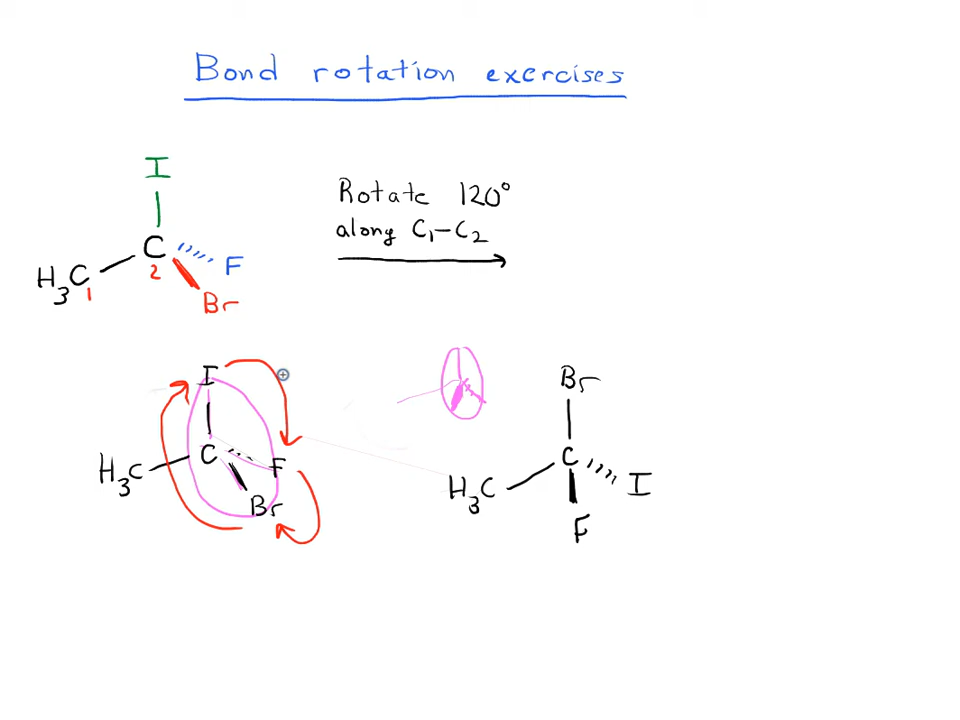 Bond rotation exercises
I
C
F
H3C
1
2
Br
Rotate 120°
along C1–C2
I
C
F
H3C
Br
Br
C
I
H3C
F